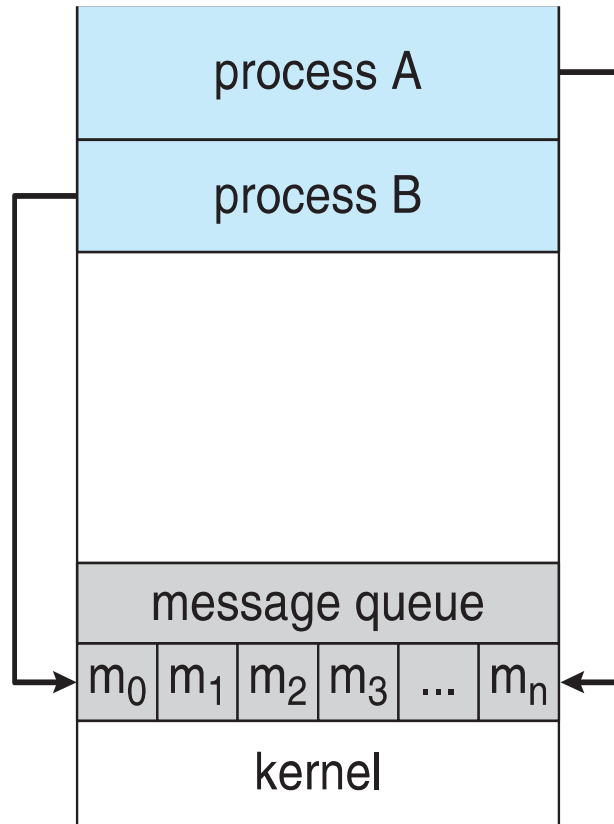 process A
process B
message queue
m0 m1 m2 m3 ... mn
kernel